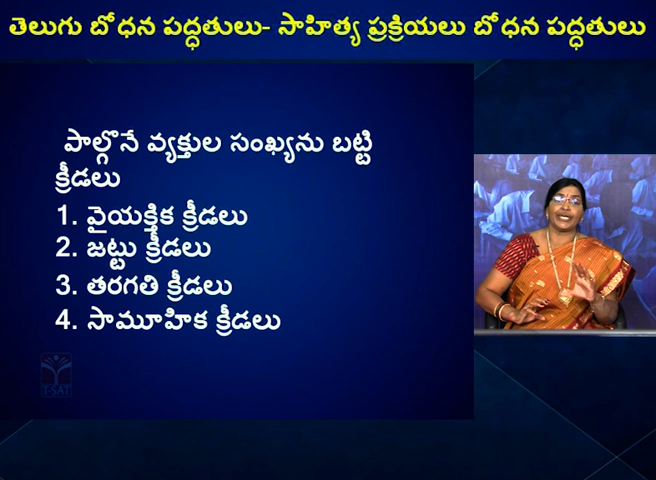 తెలుగు బోధన పద్ధతులు- సాహిత్య ప్రక్రియలు బోధన పద్ధతులు
పాల్గొనే వ్యక్తుల సంఖ్యను బట్టి
క్రీడలు
1. వైయక్తిక క్రీడలు
2. జట్టు క్రీడలు
3. తరగతి క్రీడలు
4. సామూహిక క్రీడలు
T-SAT